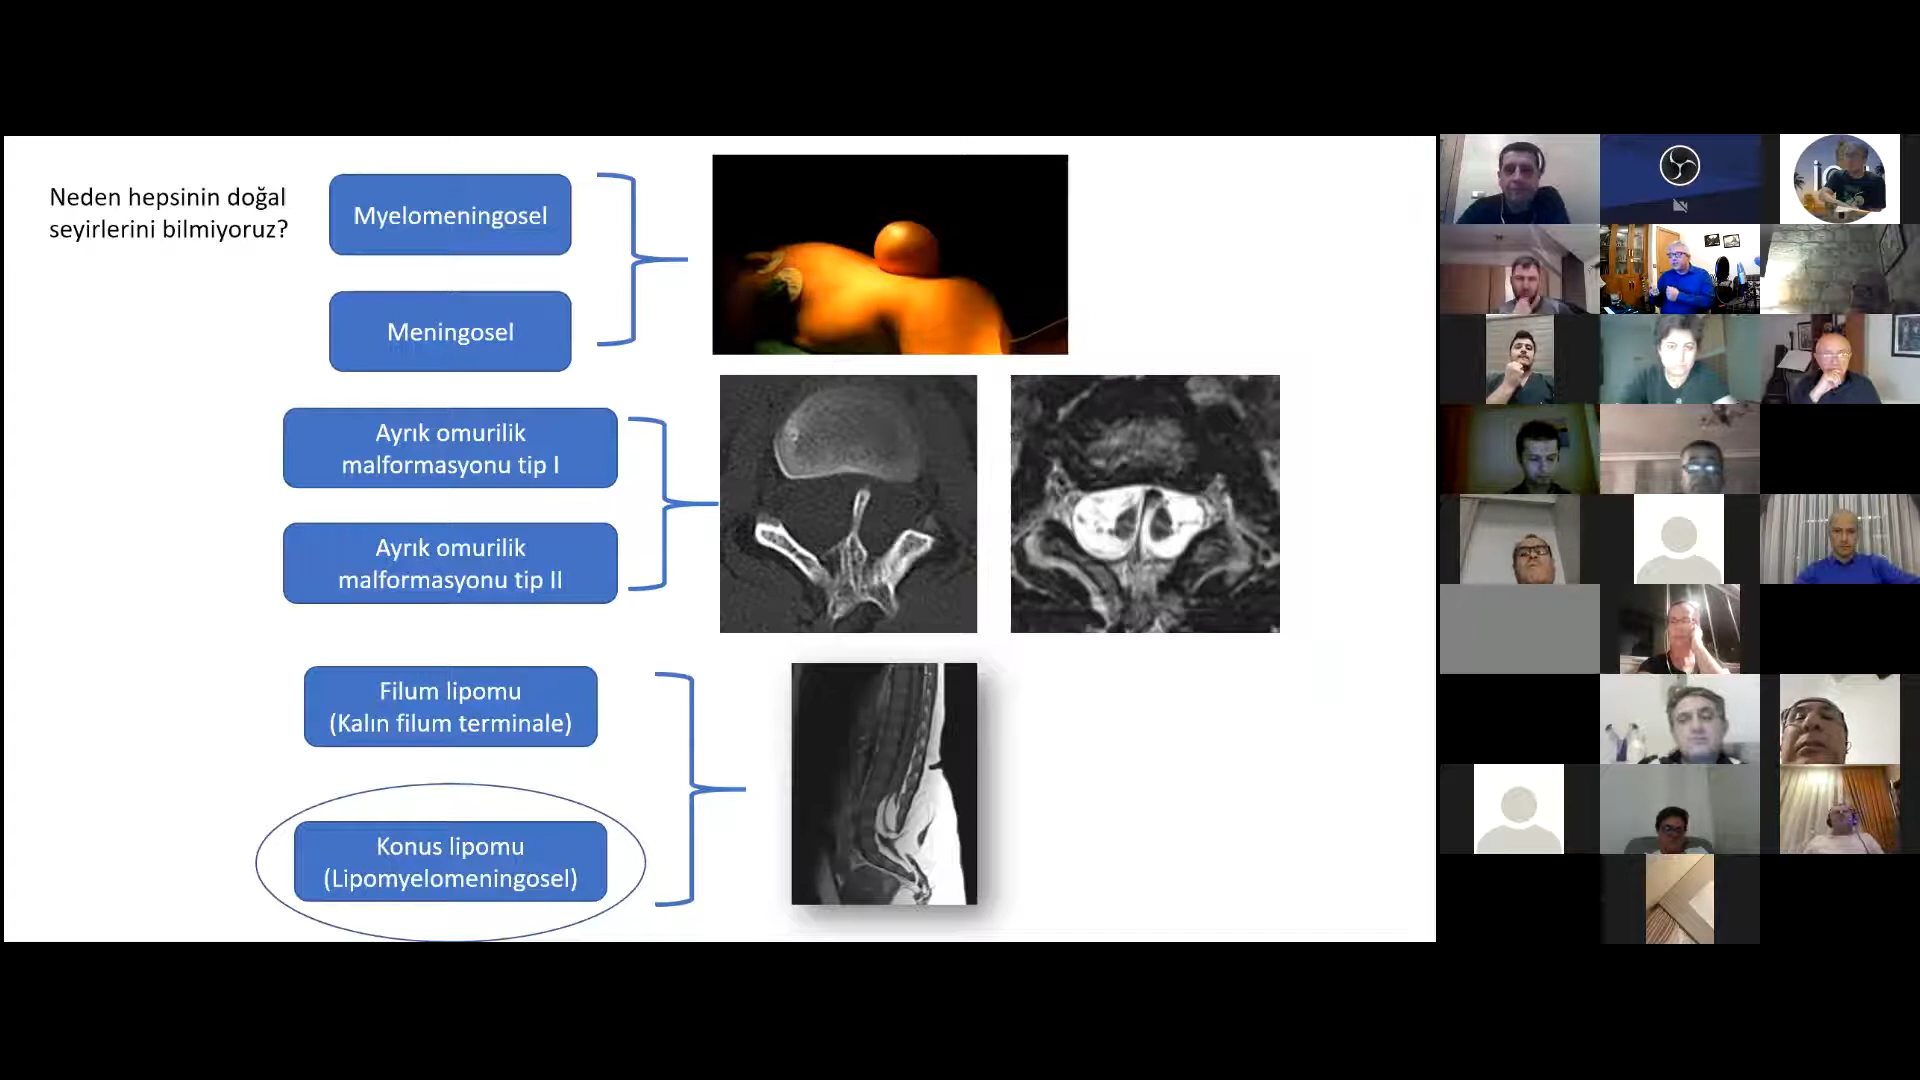 Neden hepsinin doğal
seyirlerini bilmiyoruz?
Myelomeningosel
Meningosel
Ayrık omurilik
malformasyonu tip I
Ayrık omurilik
malformasyonu tip II
Filum lipomu
(Kalın filum terminale)
Konus lipomu
(Lipomyelomeningosel)